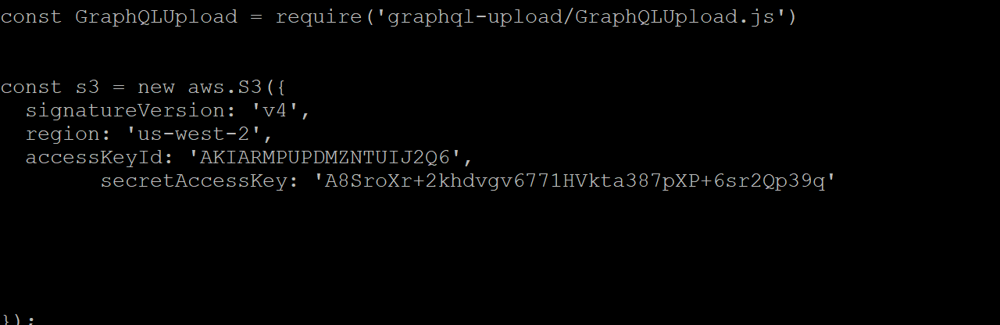 const GraphQLUpload = require('graphql-upload/GraphQLUpload.js')
const s3 = new aws.S3({
signatureVersion: 'v4',
region: 'us-west-2',
accessKeyId: 'AKIARMPUPDMZNTUIJ2Q6',
secretAccessKey: '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'
});